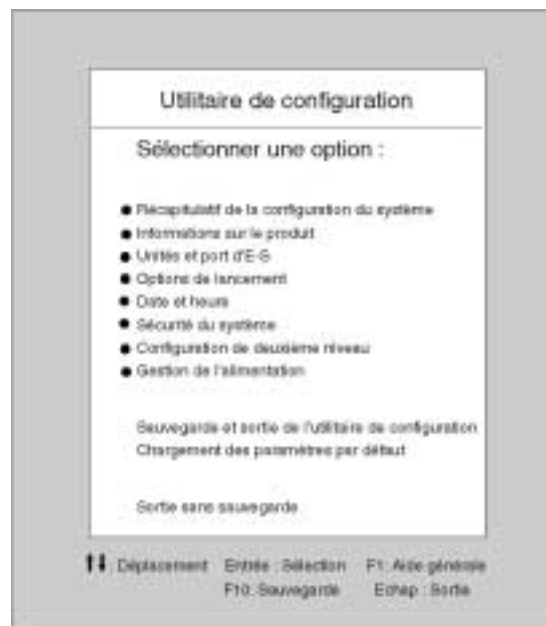 Utilitaire de configuration
Sélectionner une option :
● Récapitulatif de la configuration du système
● Informations sur le produit
● Unités et port d'E-S
● Options de lancement
● Date et heure
● Sécurité du système
● Configuration de deuxième niveau
● Gestion de l'alimentation
Sauvegarde et sortie de l'utilitaire de configuration
Chargement des paramètres par défaut
Sortie sans sauvegarde
↑↓ Déplacement Entrée : Sélection F1: Aide générale
F10: Sauvegarde Echap : Sortie